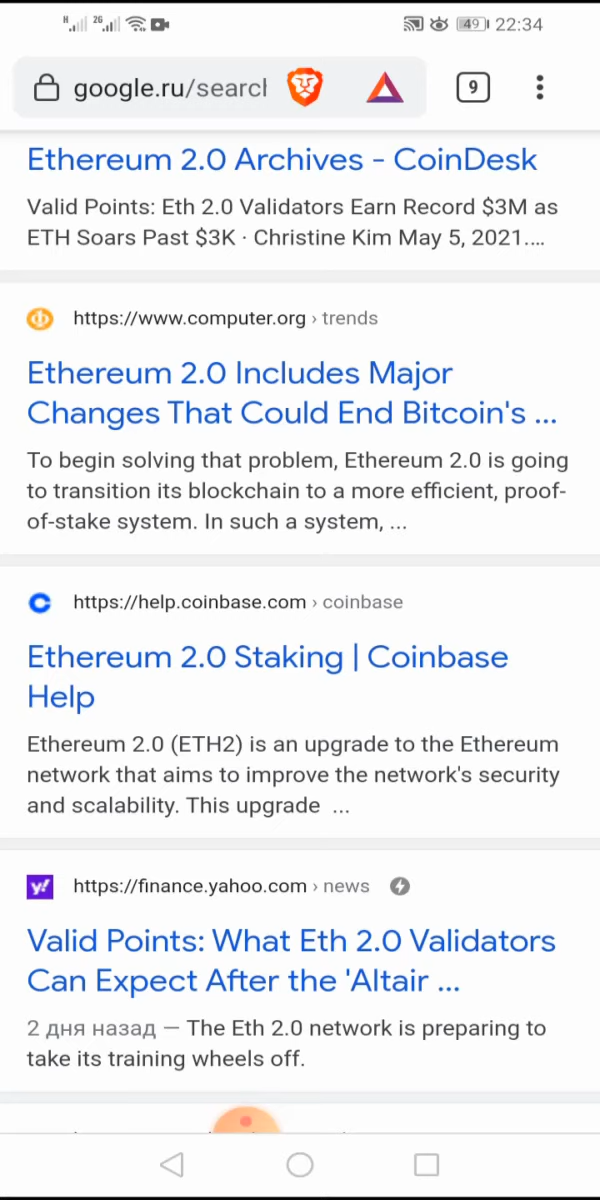 H 2G 49 22:34
google.ru/search 9
Ethereum 2.0 Archives - CoinDesk
Valid Points: Eth 2.0 Validators Earn Record $3M as
ETH Soars Past $3K · Christine Kim May 5, 2021....
https://www.computer.org › trends
Ethereum 2.0 Includes Major
Changes That Could End Bitcoin's ...
To begin solving that problem, Ethereum 2.0 is going
to transition its blockchain to a more efficient, proof-
of-stake system. In such a system, ...
https://help.coinbase.com › coinbase
Ethereum 2.0 Staking | Coinbase
Help
Ethereum 2.0 (ETH2) is an upgrade to the Ethereum
network that aims to improve the network's security
and scalability. This upgrade ...
y! https://finance.yahoo.com › news
Valid Points: What Eth 2.0 Validators
Can Expect After the 'Altair ...
2 дня назад — The Eth 2.0 network is preparing to
take its training wheels off.